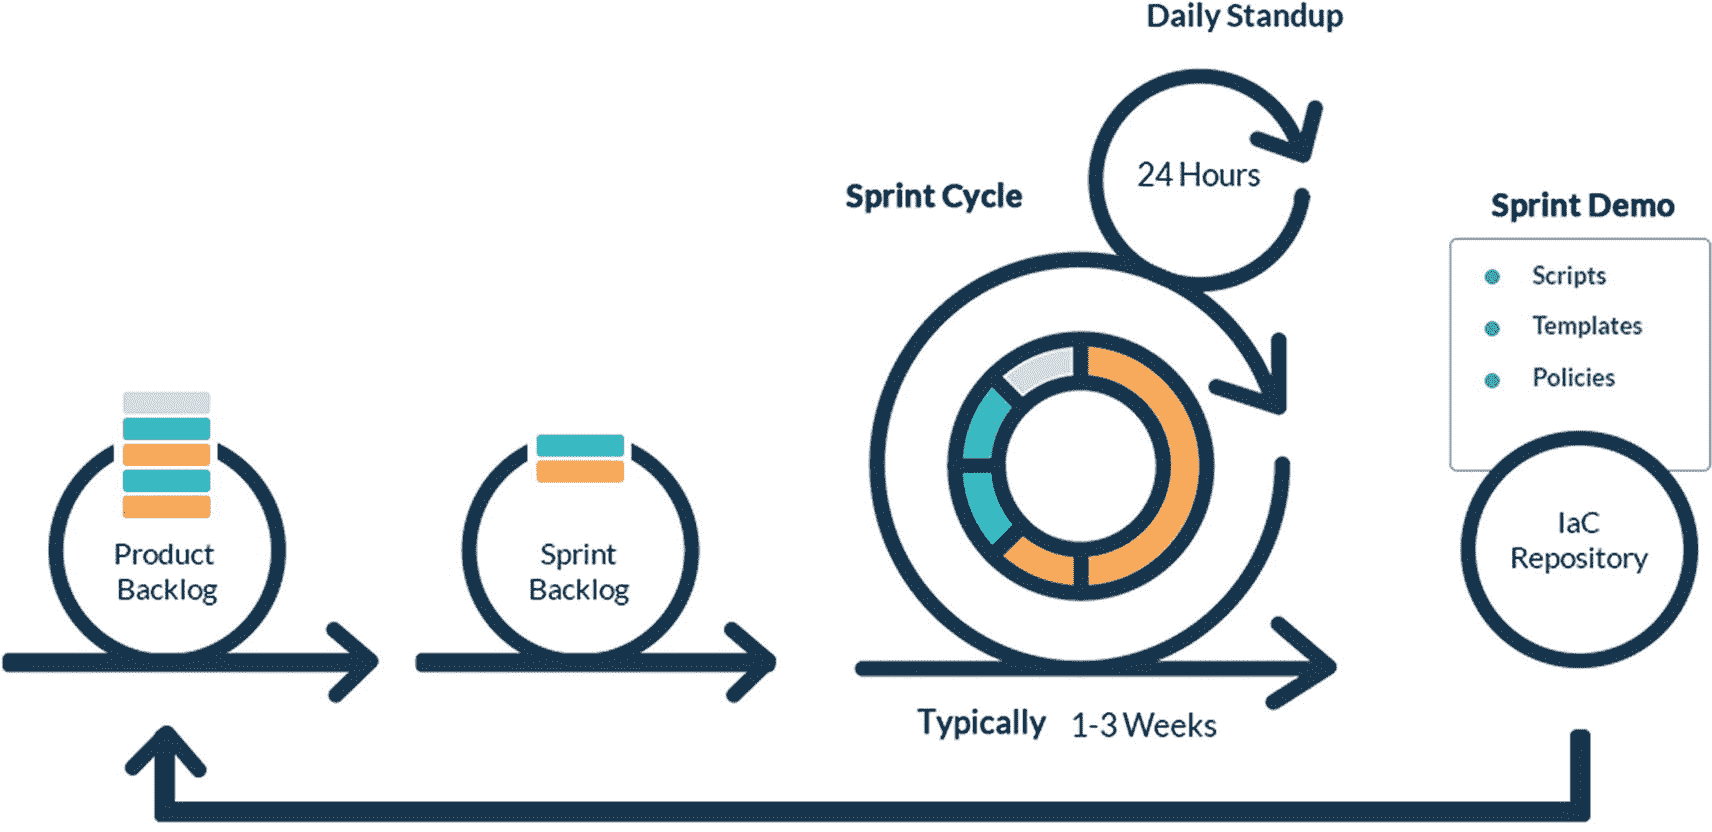 Daily Standup
24 Hours
Sprint Cycle
Sprint Demo
Scripts
Templates
Policies
Product
Backlog
Sprint
Backlog
IaC
Repository
Typically 1-3 Weeks